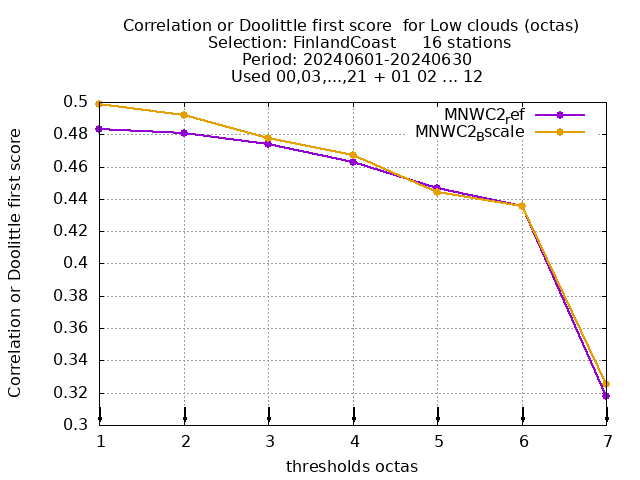 Correlation or Doolittle first score  for Low clouds (octas)
Selection: FinlandCoast     16 stations
Period: 20240601-20240630
Used 00,03,...,21 + 01 02 ... 12
MNWC2ref
MNWC2Bscale
Correlation or Doolittle first score
0.5
0.48
0.46
0.44
0.42
0.4
0.38
0.36
0.34
0.32
0.3
1 2 3 4 5 6 7
thresholds octas